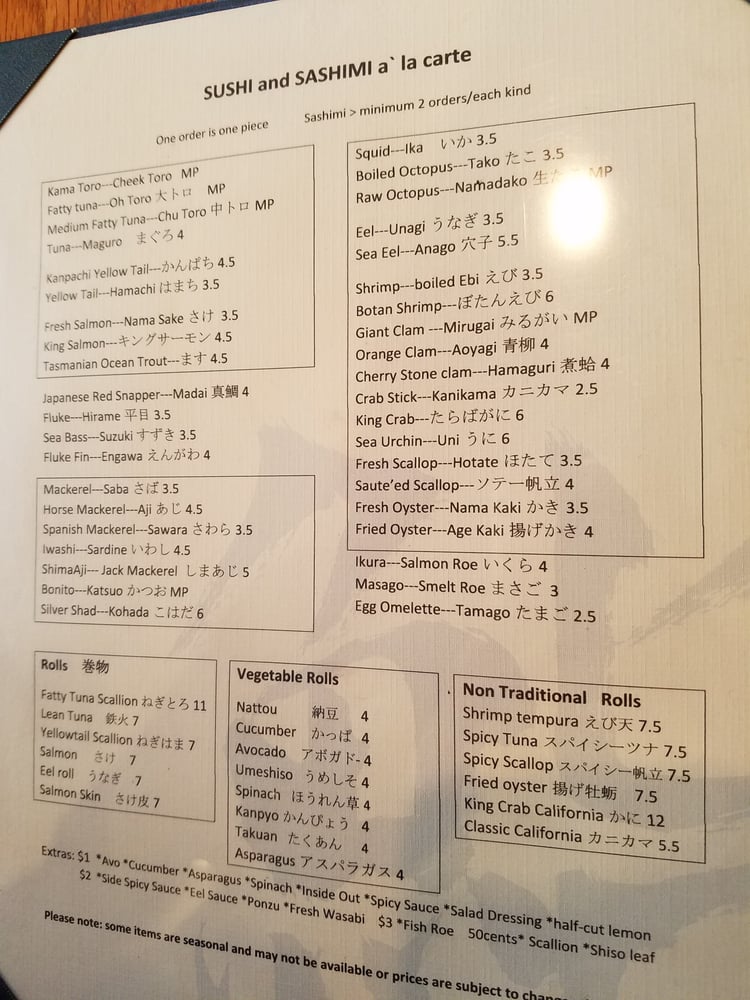 SUSHI and SASHIMI a` la carte
One order is one piece
Sashimi > minimum 2 orders/each kind
Kama Toro---Cheek Toro MP
Fatty tuna---Oh Toro 大トロ MP
Medium Fatty Tuna---Chu Toro 中トロ MP
Tuna---Maguro まぐろ 4
Kanpachi Yellow Tail---かんぱち 4.5
Yellow Tail---Hamachi はまち 3.5
Fresh Salmon---Nama Sake さけ 3.5
King Salmon---キングサーモン 4.5
Tasmanian Ocean Trout---ます 4.5
Japanese Red Snapper---Madai 真鯛 4
Fluke---Hirame 平目 3.5
Sea Bass---Suzuki すずき 3.5
Fluke Fin---Engawa えんがわ 4
Mackerel---Saba さば 3.5
Horse Mackerel---Aji あじ 4.5
Spanish Mackerel---Sawara さわら 3.5
Iwashi---Sardine いわし 4.5
ShimaAji--- Jack Mackerel しまあじ 5
Bonito---Katsuo かつお MP
Silver Shad---Kohada こはだ 6
Squid---Ika いか 3.5
Boiled Octopus---Tako たこ 3.5
Raw Octopus---Namadako 生たこ MP
Eel---Unagi うなぎ 3.5
Sea Eel---Anago 穴子 5.5
Shrimp---boiled Ebi えび 3.5
Botan Shrimp---ぼたんえび 6
Giant Clam ---Mirugai みるがい MP
Orange Clam---Aoyagi 青柳 4
Cherry Stone clam---Hamaguri 煮蛤 4
Crab Stick---Kanikama カニカマ 2.5
King Crab---たらばがに 6
Sea Urchin---Uni うに 6
Fresh Scallop---Hotate ほたて 3.5
Saute'ed Scallop---ソテー帆立 4
Fresh Oyster---Nama Kaki かき 3.5
Fried Oyster---Age Kaki 揚げかき 4
Ikura---Salmon Roe いくら 4
Masago---Smelt Roe まさご 3
Egg Omelette---Tamago たまご 2.5
Rolls 巻物
Fatty Tuna Scallion ねぎとろ 11
Lean Tuna 鉄火 7
Yellowtail Scallion ねぎはま 7
Salmon さけ 7
Eel roll うなぎ 7
Salmon Skin さけ皮 7
Vegetable Rolls
Nattou 納豆 4
Cucumber かっぱ 4
Avocado アボガド- 4
Umeshiso うめしそ 4
Spinach ほうれん草 4
Kanpyo かんぴょう 4
Takuan たくあん 4
Asparagus アスパラガス 4
Non Traditional Rolls
Shrimp tempura えび天 7.5
Spicy Tuna スパイシーツナ 7.5
Spicy Scallop スパイシー帆立 7.5
Fried oyster 揚げ牡蛎 7.5
King Crab California かに 12
Classic California カニカマ 5.5
Extras: $1 *Avo *Cucumber *Asparagus *Spinach *Inside Out *Spicy Sauce *Salad Dressing *half-cut lemon
$2 *Side Spicy Sauce *Eel Sauce *Ponzu *Fresh Wasabi $3 *Fish Roe 50cents* Scallion *Shiso leaf
Please note: some items are seasonal and may not be available or prices are subject to